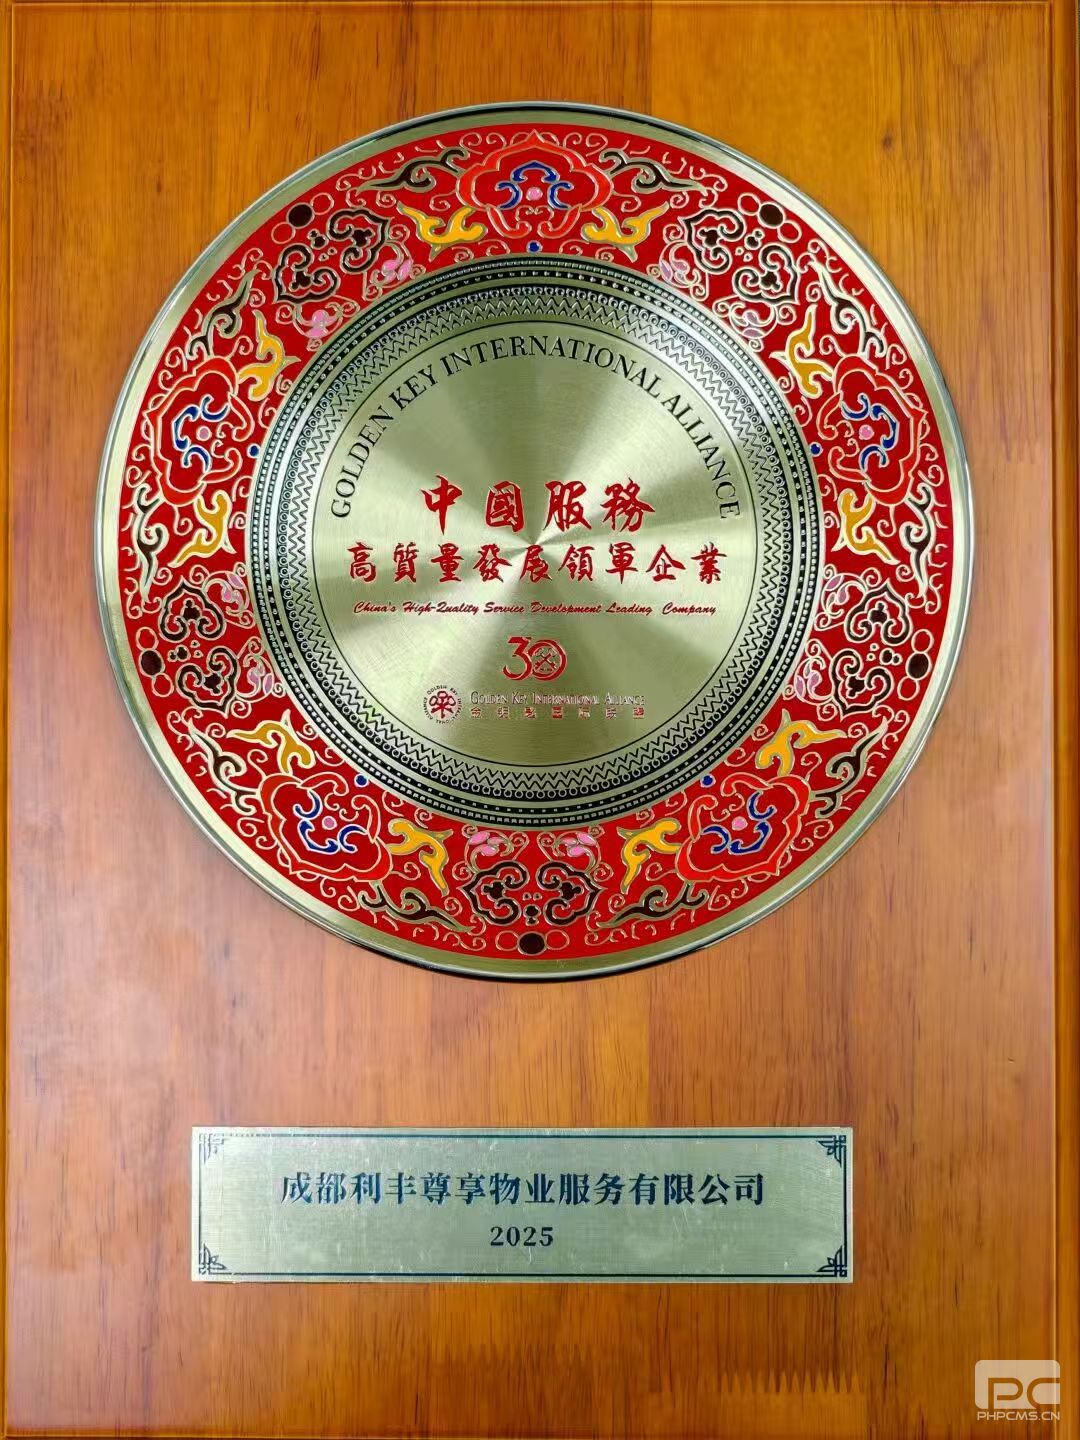 GOLDEN KEY INTERNATIONAL ALLIANCE
中國服務
高質量發展領軍企業
China's High-Quality Service Development Leading Company
30
GOLDEN KEY INTERNATIONAL ALLIANCE
成都利丰尊享物业服务有限公司
2025
PC
PHPCMS.CN